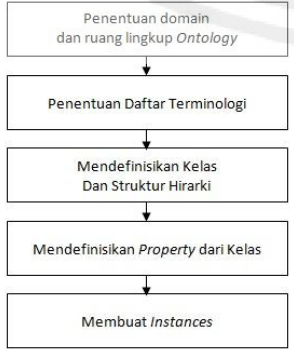 Penentuan domain
dan ruang lingkup Ontology
Penentuan Daftar Terminologi
Mendefinisikan Kelas
Dan Struktur Hirarki
Mendefinisikan Property dari Kelas
Membuat Instances